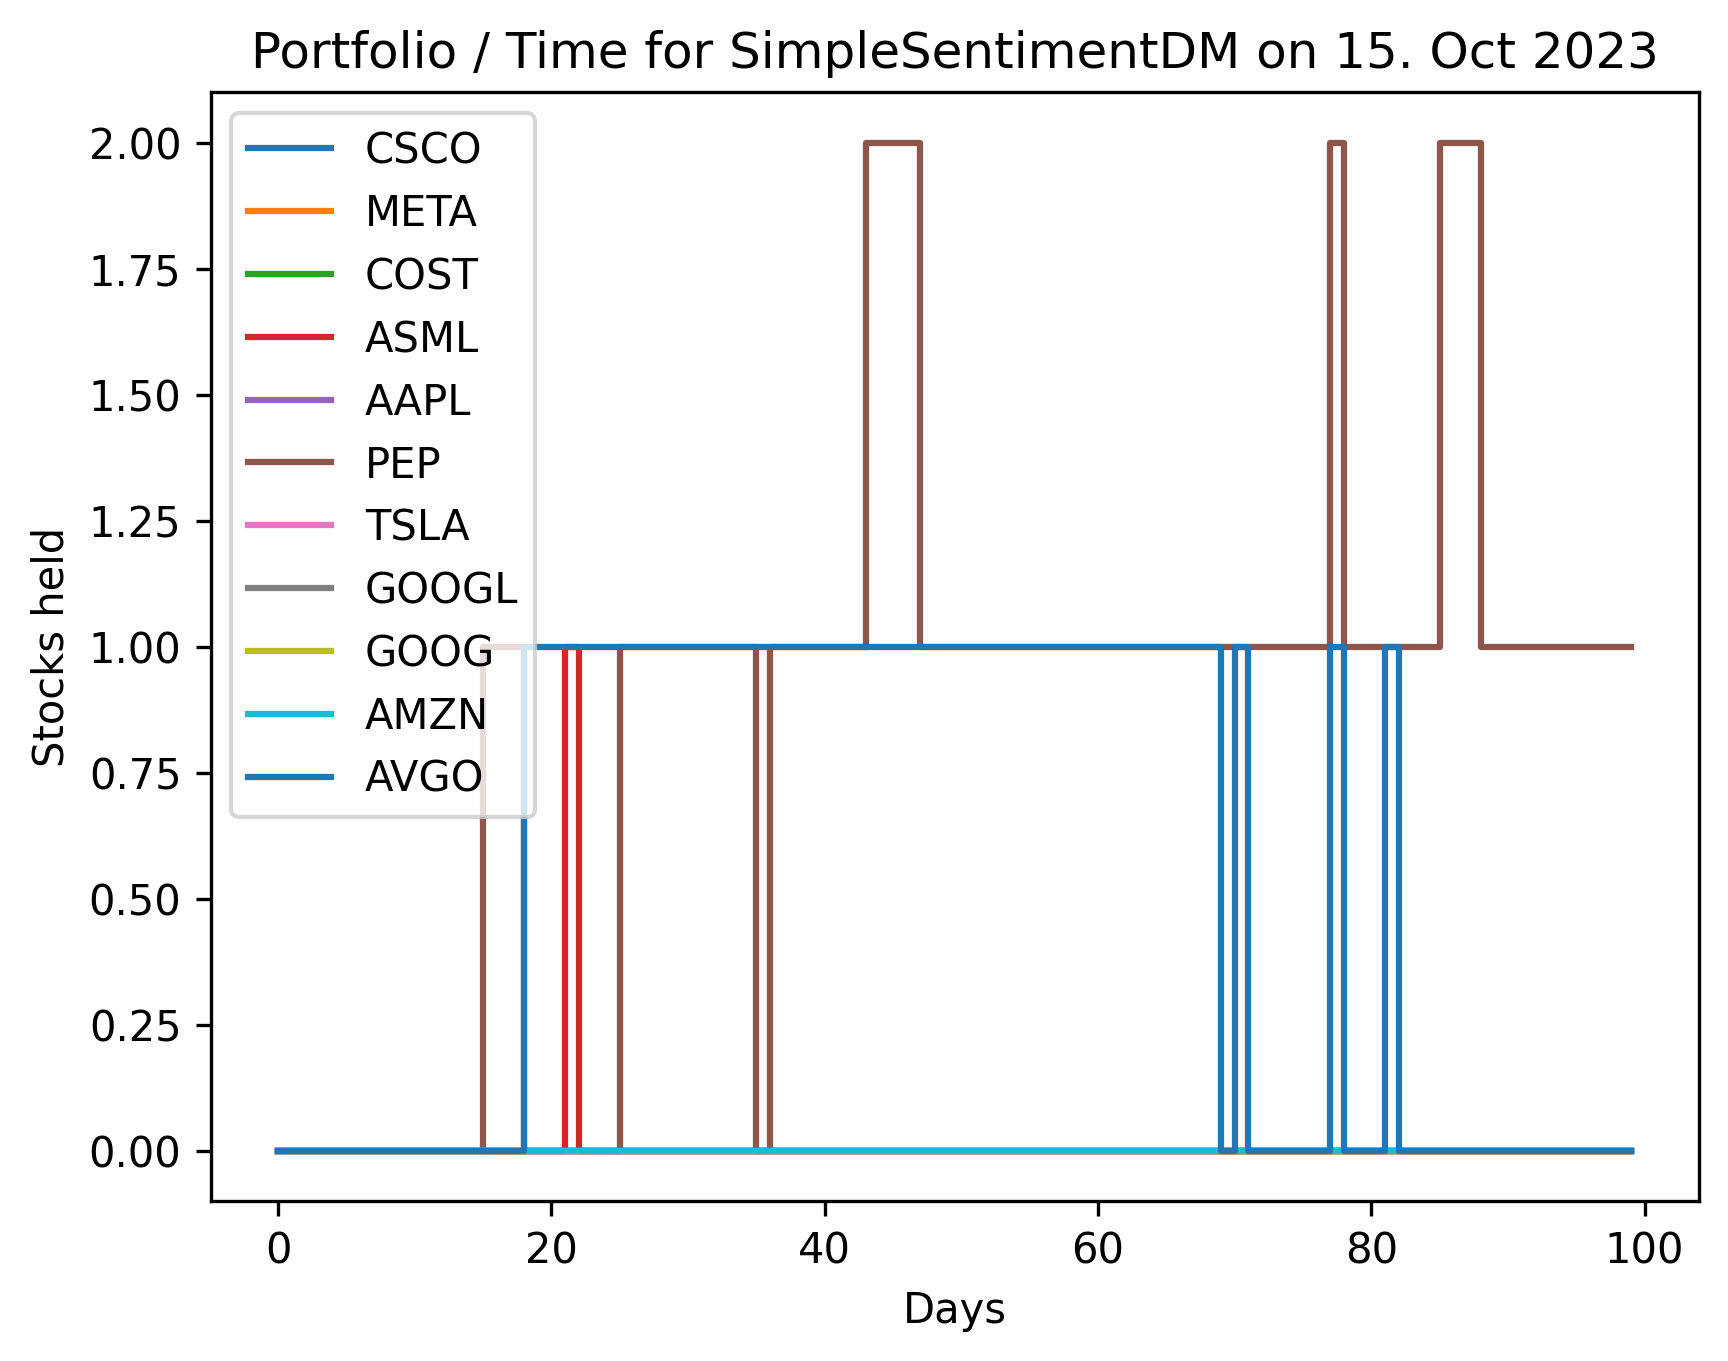 Portfolio / Time for SimpleSentimentDM on 15. Oct 2023
CSCO
META
COST
ASML
AAPL
PEP
TSLA
GOOGL
GOOG
AMZN
AVGO
2.00
1.75
1.50
1.25
1.00
0.75
0.50
0.25
0.00
Stocks held
0 20 40 60 80 100
Days